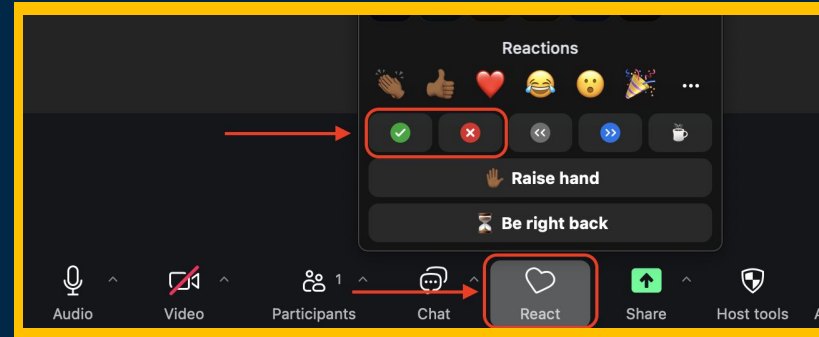 Reactions
Raise hand
Be right back
1
Audio
Video
Participants
Chat
React
Share
Host tools
A